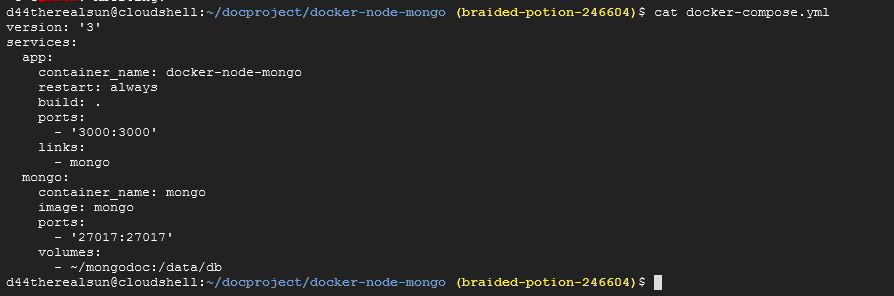 d44therealsun@cloudshell:~/docproject/docker-node-mongo (braided-potion-246604)$ cat docker-compose.yml
version: '3'
services:
  app:
    container_name: docker-node-mongo
    restart: always
    build: .
    ports:
      - '3000:3000'
    links:
      - mongo
  mongo:
    container_name: mongo
    image: mongo
    ports:
      - '27017:27017'
    volumes:
      - ~/mongodoc:/data/db
d44therealsun@cloudshell:~/docproject/docker-node-mongo (braided-potion-246604)$